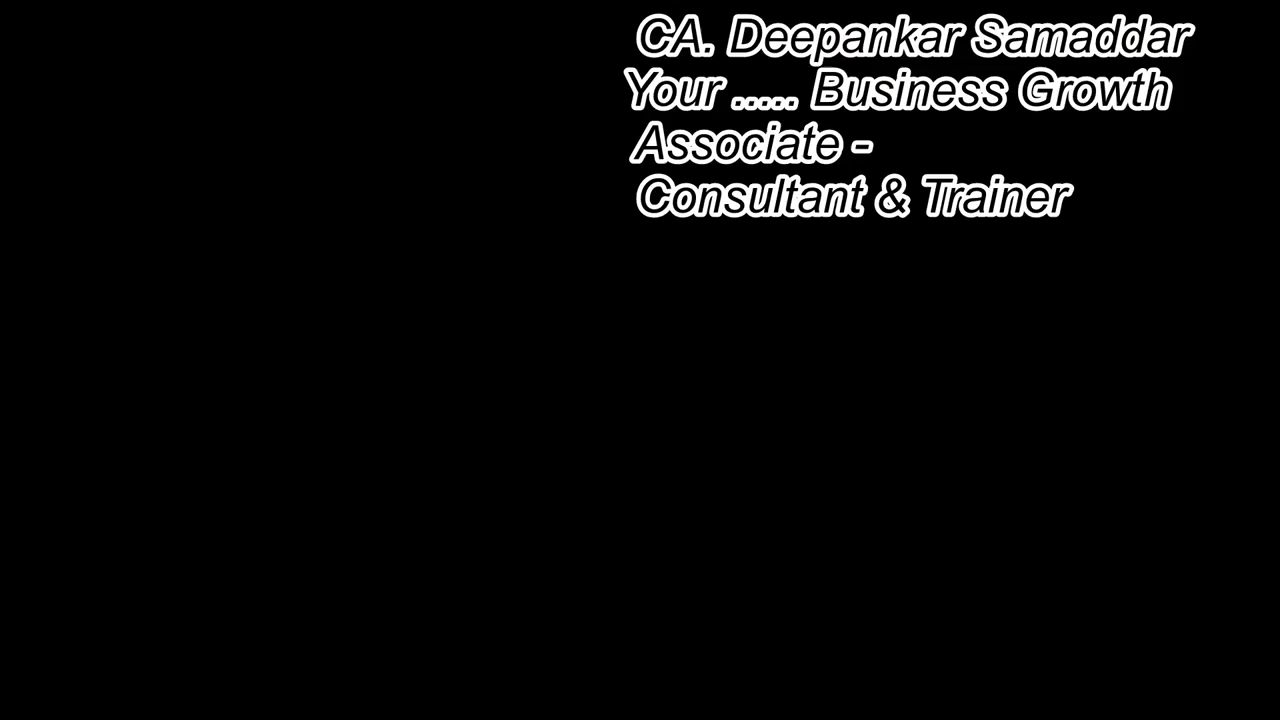 CA. Deepankar Samaddar
Your ..... Business Growth
Associate -
Consultant & Trainer